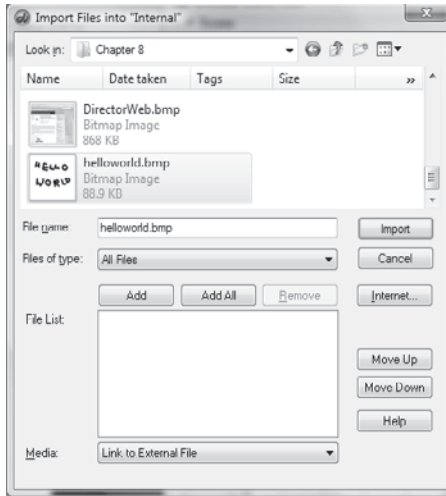 Import Files into "Internal"
Look in: Chapter 8
Name Date taken Tags Size »
DirectorWeb.bmp
Bitmap Image
868 KB
HELLO
WORLD
helloworld.bmp
Bitmap Image
88.9 KB
File name: helloworld.bmp Import
Files of type: All Files Cancel
Add Add All Remove Internet...
File List:
Move Up
Move Down
Help
Media: Link to External File